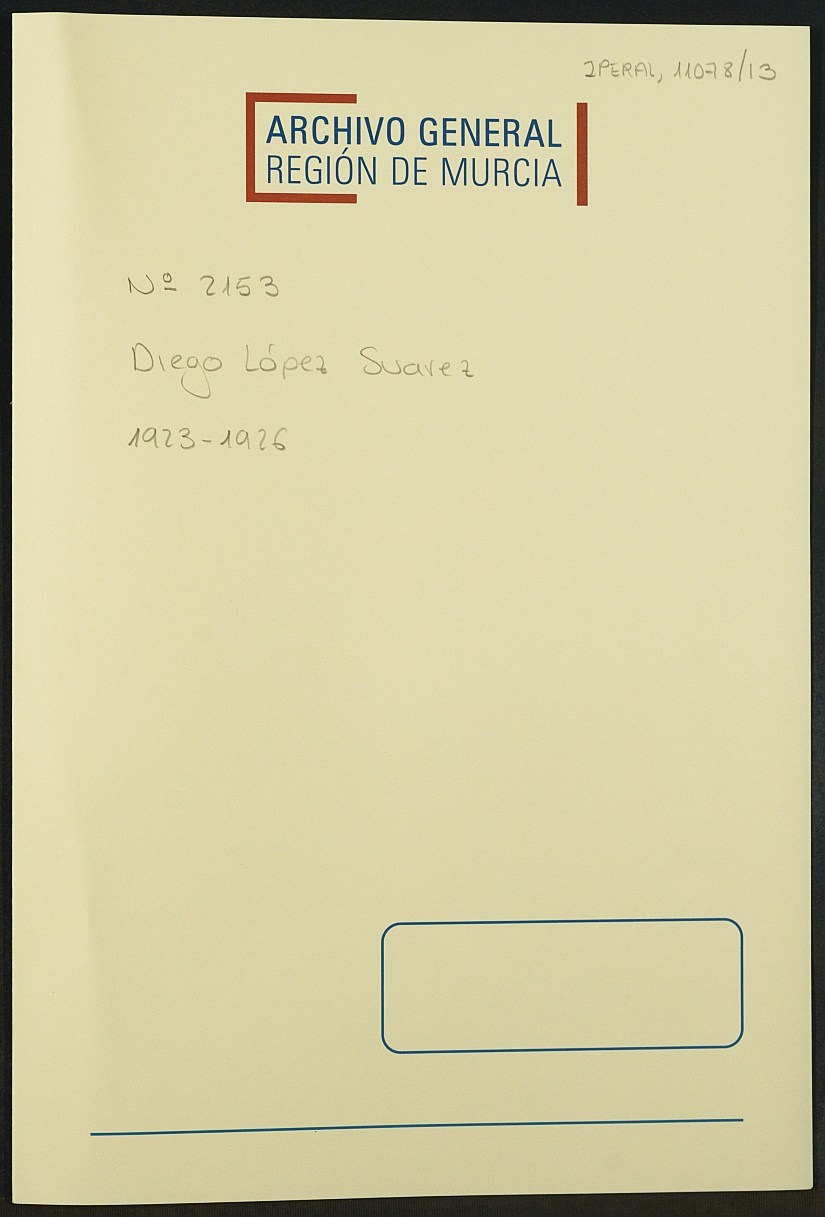 IPERAL, 11078/13
ARCHIVO GENERAL
REGIÓN DE MURCIA
Nº 2153
Diego López Suarez
1923-1926